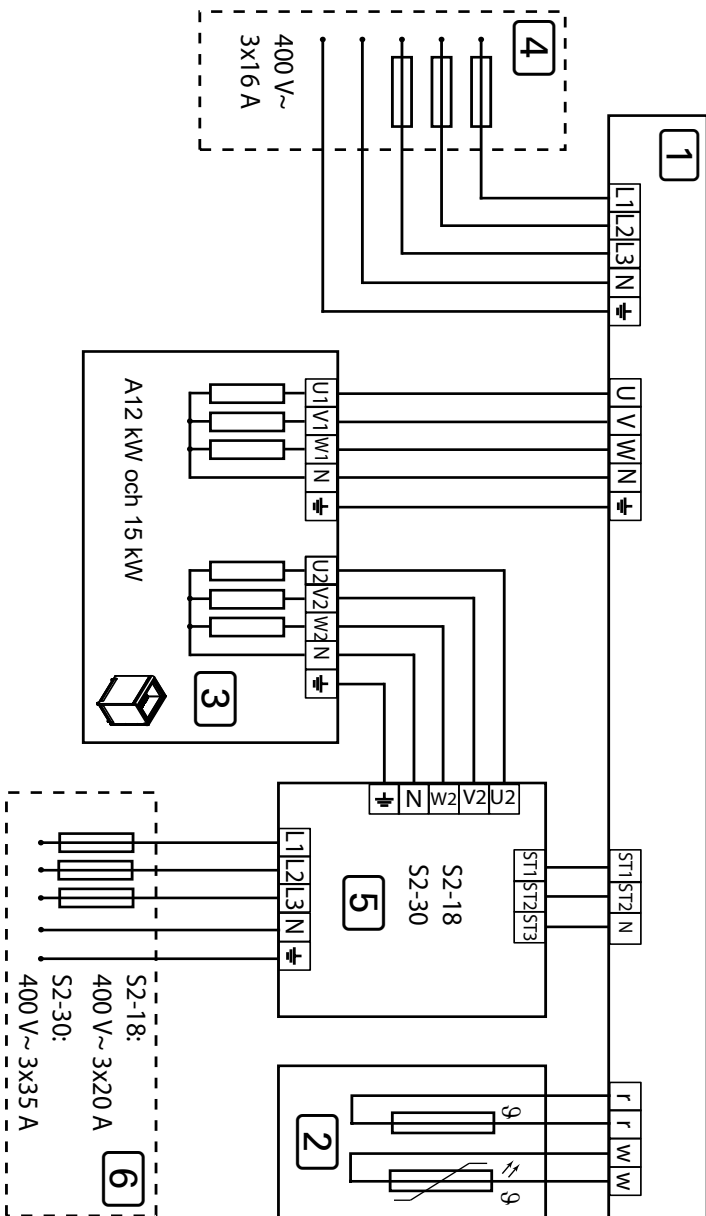 1
L1 L2 L3 N
U V W N
ST1 ST2 N
r r w w
4
400 V~
3x16 A
ST1 ST2 ST3
U2
V2
W2
N
S2-18
S2-30
5
L1 L2 L3 N
ϑ
ϑ
2
U1 V1 W1 N
U2 V2 W2 N
3
A12 kW och 15 kW
S2-18:
400 V~ 3x20 A
S2-30:
400 V~ 3x35 A
6